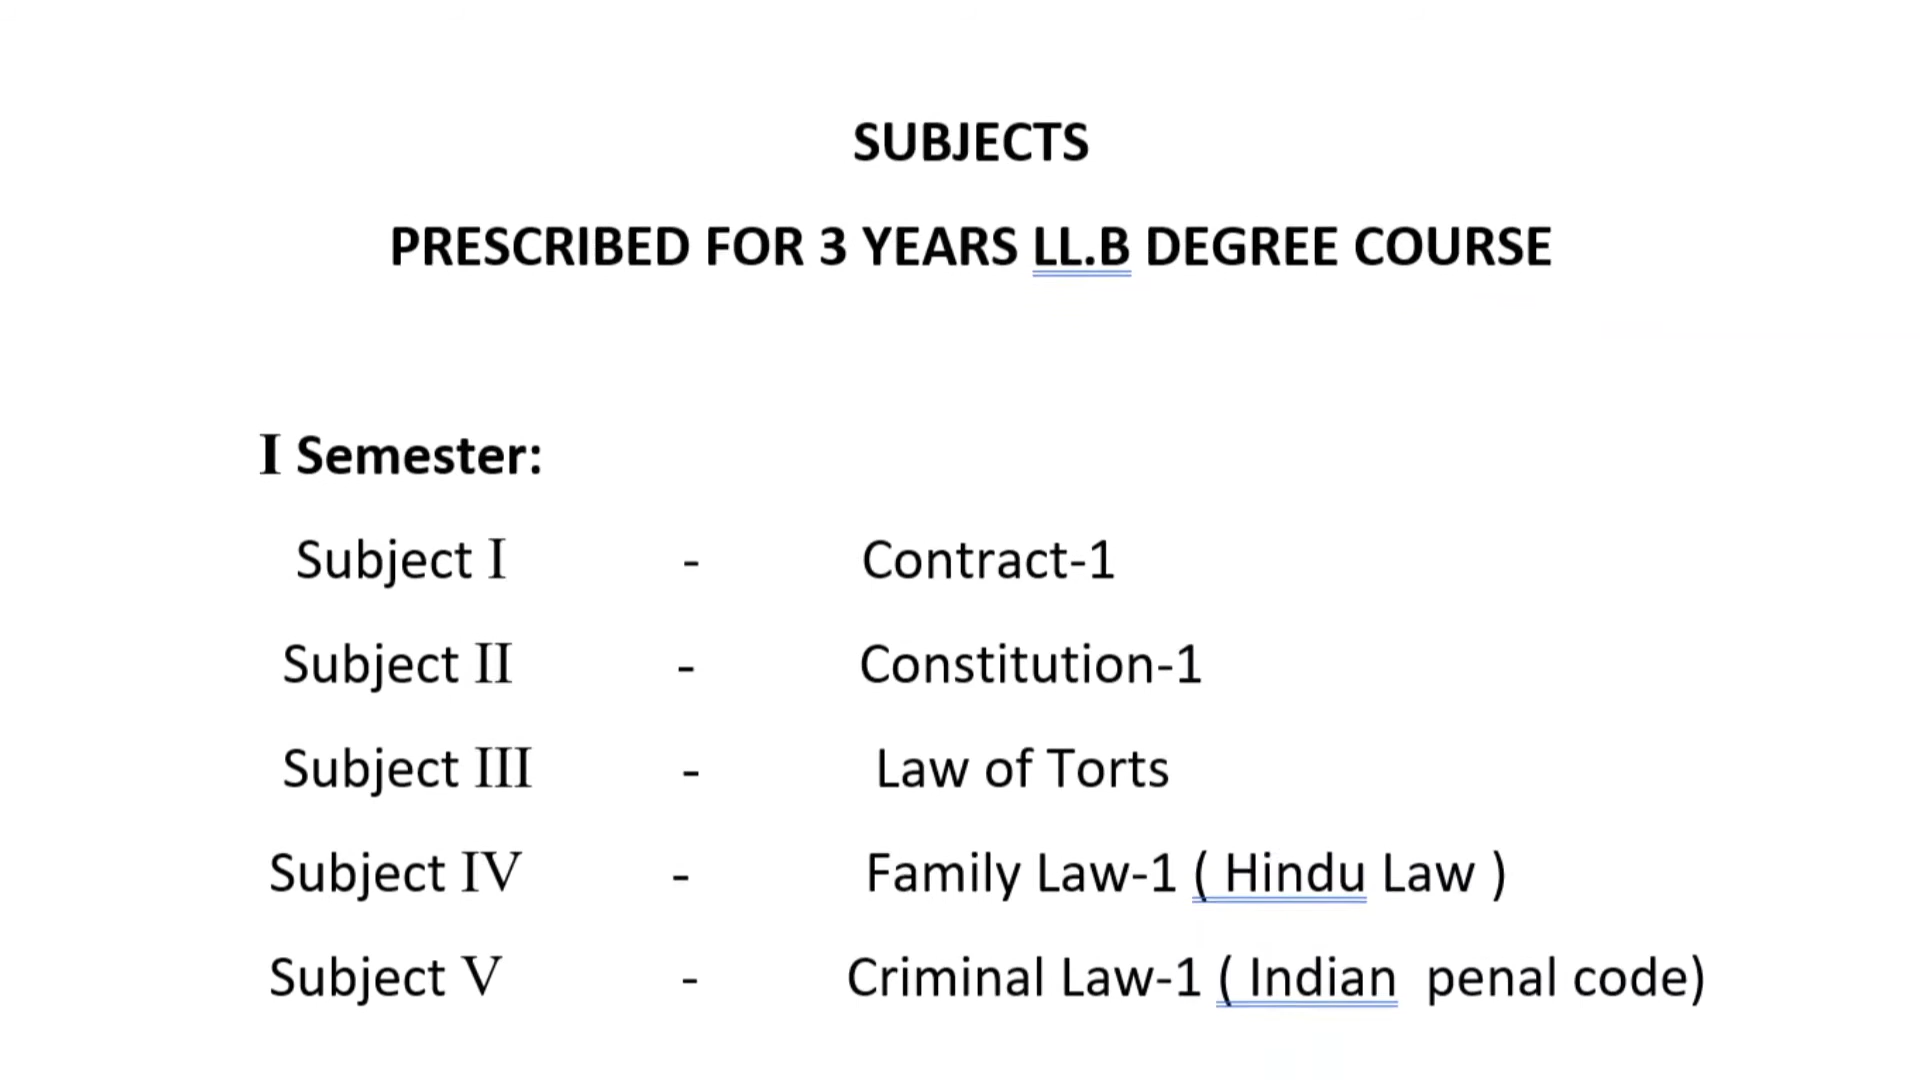 SUBJECTS
PRESCRIBED FOR 3 YEARS LL.B DEGREE COURSE
I Semester:
Subject I - Contract-1
Subject II - Constitution-1
Subject III - Law of Torts
Subject IV - Family Law-1 ( Hindu Law )
Subject V - Criminal Law-1 ( Indian penal code)